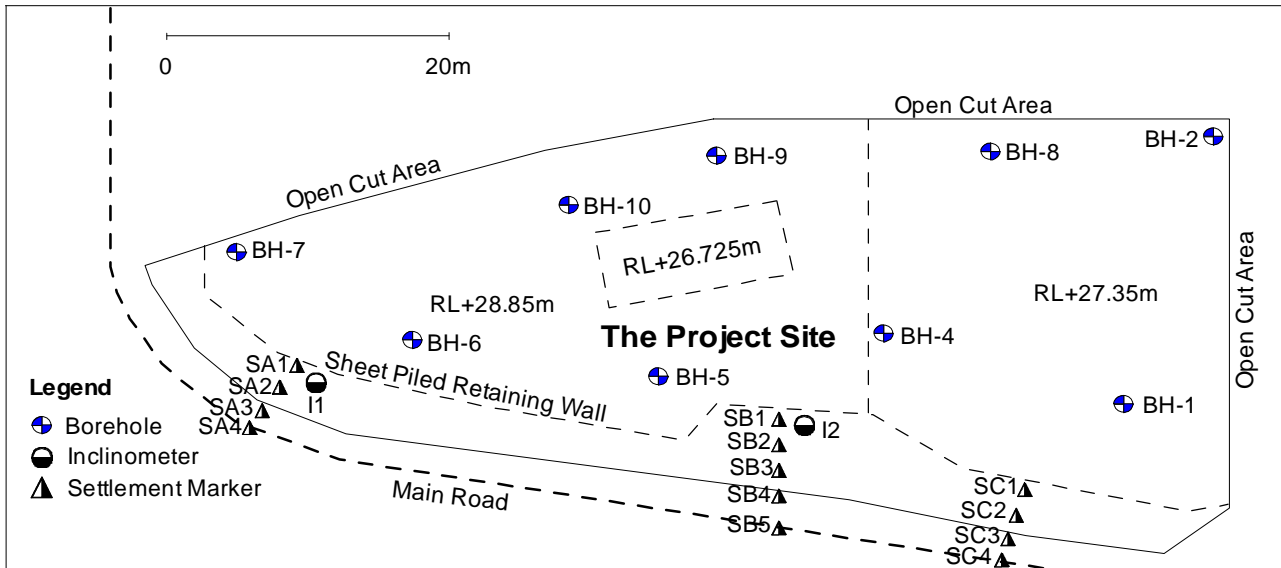 0 20m
Open Cut Area
BH-2
BH-8
BH-9
Open Cut Area
BH-10
BH-7
RL+26.725m
Open Cut Area
RL+28.85m
RL+27.35m
BH-4
The Project Site
BH-6
Sheet Piled Retaining Wall
BH-5
BH-1
SA1
SA2
I1
SA3
SA4
SB1
I2
SB2
SB3
SB4
SB5
SC1
SC2
SC3
SC4
Main Road
Legend
Borehole
Inclinometer
Settlement Marker